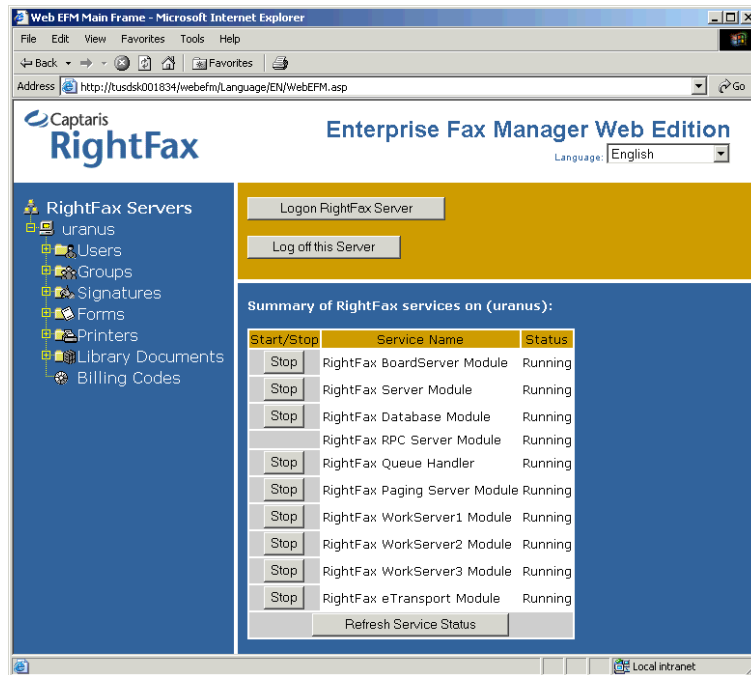 Web EFM Main Frame - Microsoft Internet Explorer
File Edit View Favorites Tools Help
Back Favorites
Address http://tusdsk001834/webefm/Language/EN/WebEFM.asp Go
Captaris
RightFax
Enterprise Fax Manager Web Edition
Language: English
RightFax Servers
uranus
Users
Groups
Signatures
Forms
Printers
Library Documents
Billing Codes
Logon RightFax Server
Log off this Server
Summary of RightFax services on (uranus):
Start/Stop Service Name Status
Stop RightFax BoardServer Module Running
Stop RightFax Server Module Running
Stop RightFax Database Module Running
RightFax RPC Server Module Running
Stop RightFax Queue Handler Running
Stop RightFax Paging Server Module Running
Stop RightFax WorkServer1 Module Running
Stop RightFax WorkServer2 Module Running
Stop RightFax WorkServer3 Module Running
Stop RightFax eTransport Module Running
Refresh Service Status
Local intranet